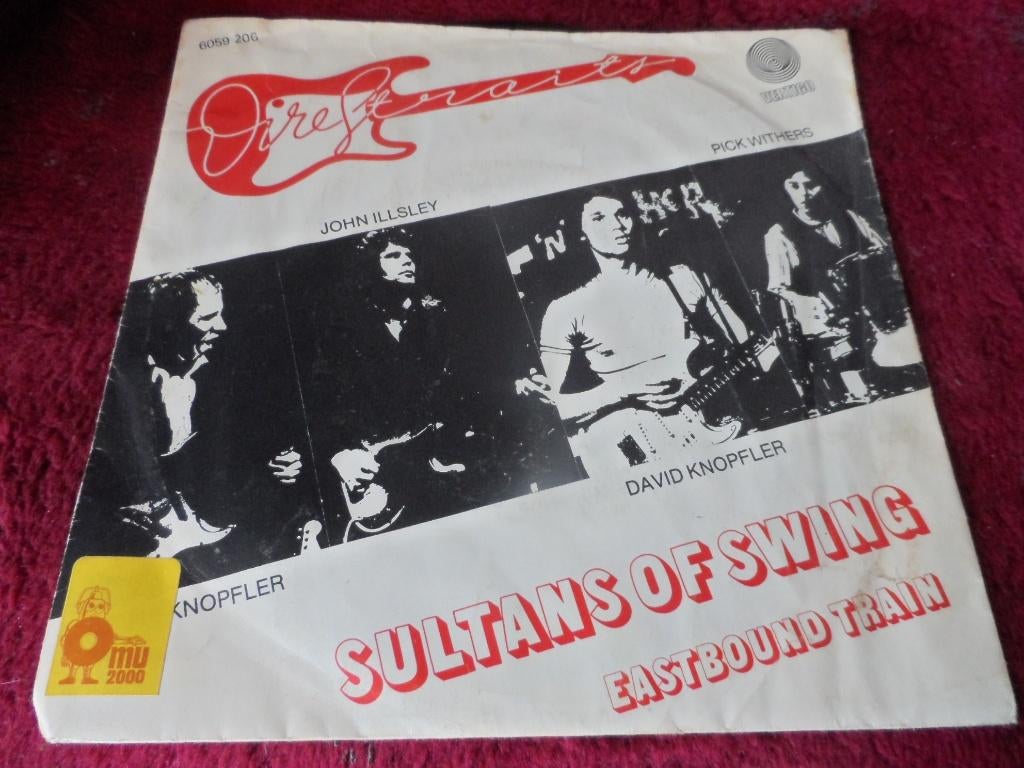 6059 206
Dire Straits
VERTIGO
PICK WITHERS
JOHN ILLSLEY
'N
DAVID KNOPFLER
KNOPFLER
SULTANS OF SWING
EASTBOUND TRAIN
mu
2000